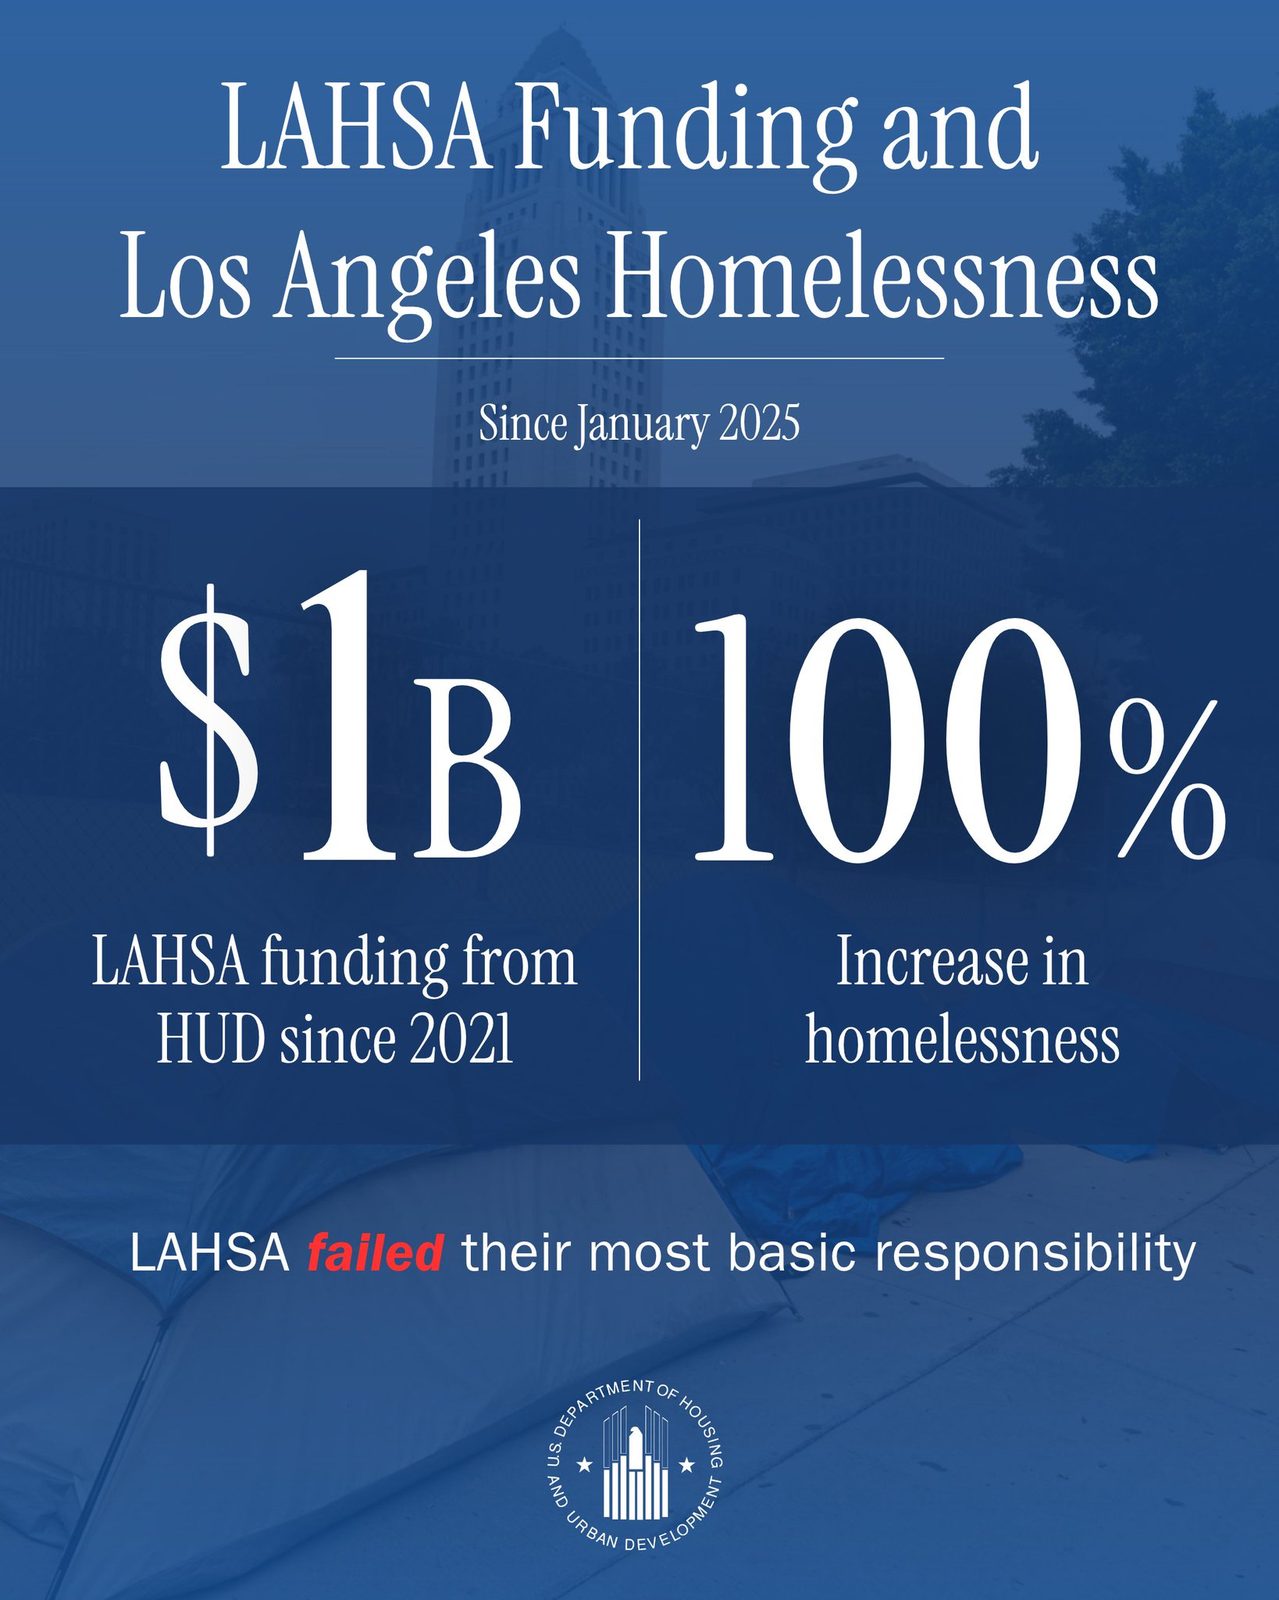 LAHSA Funding and
Los Angeles Homelessness
Since January 2025
$1B
LAHSA funding from
HUD since 2021
100%
Increase in
homelessness
LAHSA failed their most basic responsibility
U.S. DEPARTMENT OF HOUSING
AND URBAN DEVELOPMENT